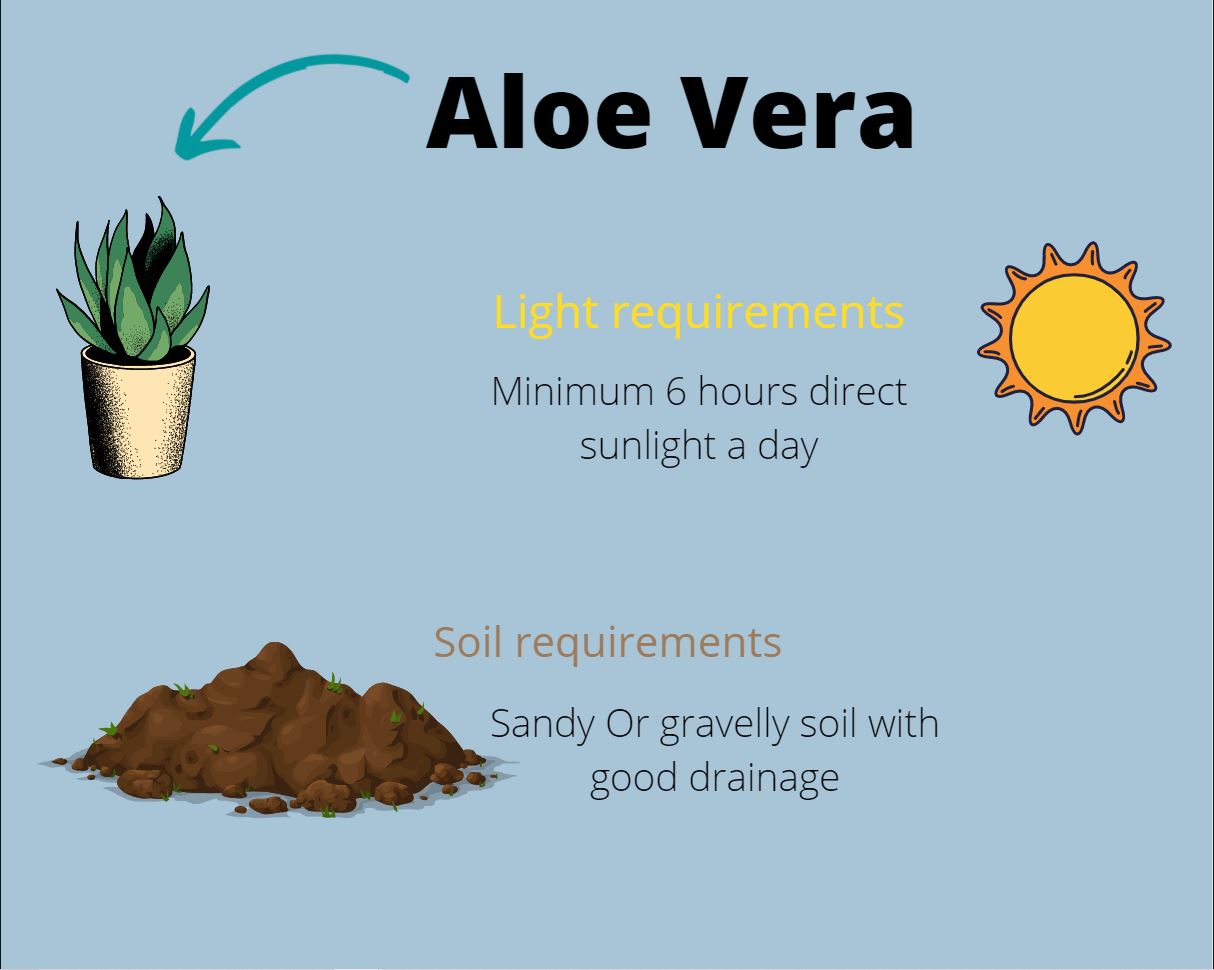 Aloe Vera
Light requirements
Minimum 6 hours direct
sunlight a day
Soil requirements
Sandy Or gravelly soil with
good drainage